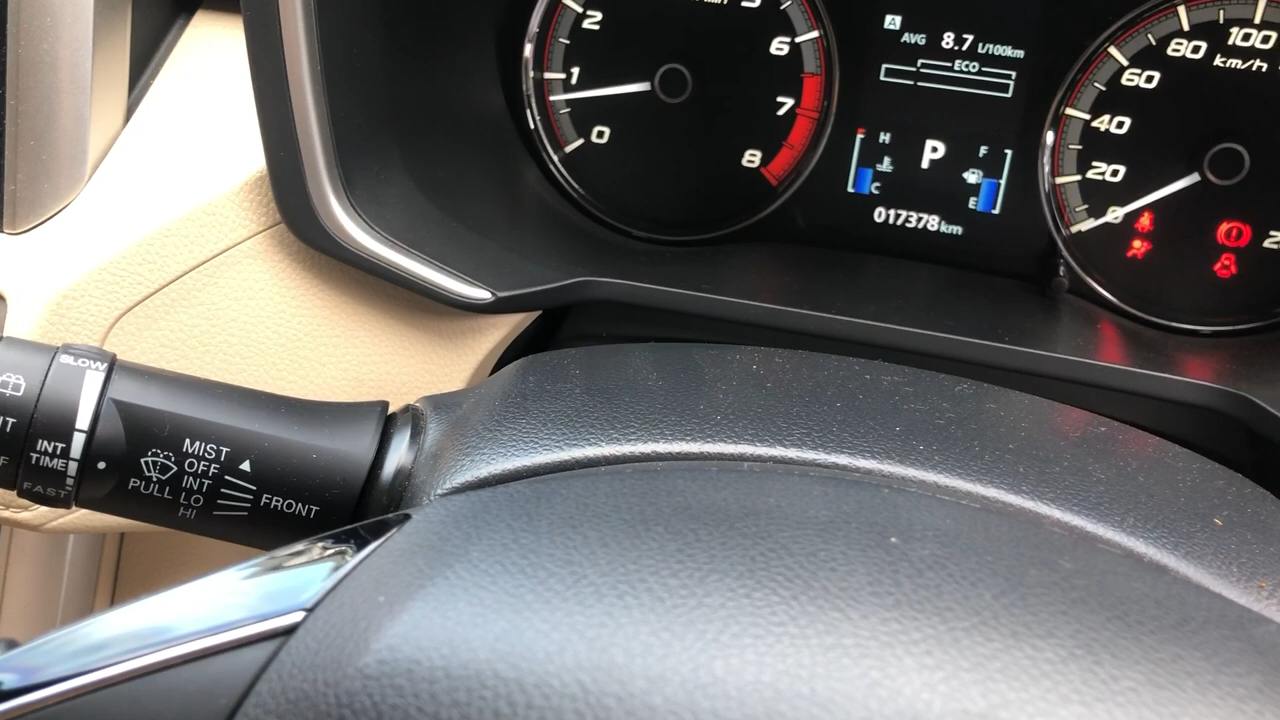 2
1
0
6
7
8
A
AVG 8.7 L/100km
ECO
H
C
P
F
E
017378 km
100
80
km/h
60
40
20
0
SLOW
INT
TIME
FAST
MIST
OFF
INT
LO
HI
PULL
FRONT